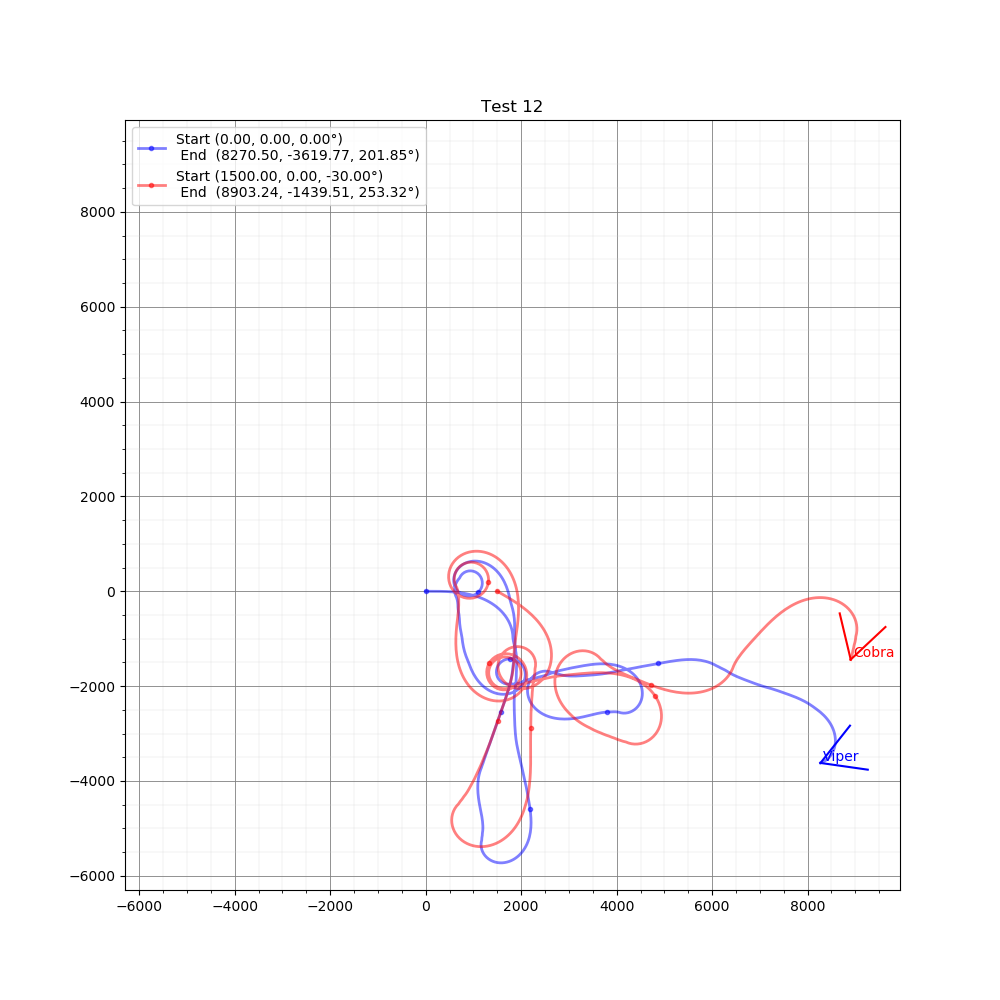 Test 12
Start (0.00, 0.00, 0.00°)
End (8270.50, -3619.77, 201.85°)
Start (1500.00, 0.00, -30.00°)
End (8903.24, -1439.51, 253.32°)
8000
6000
4000
2000
0
−2000
−4000
−6000
Cobra
Viper
−6000 −4000 −2000 0 2000 4000 6000 8000